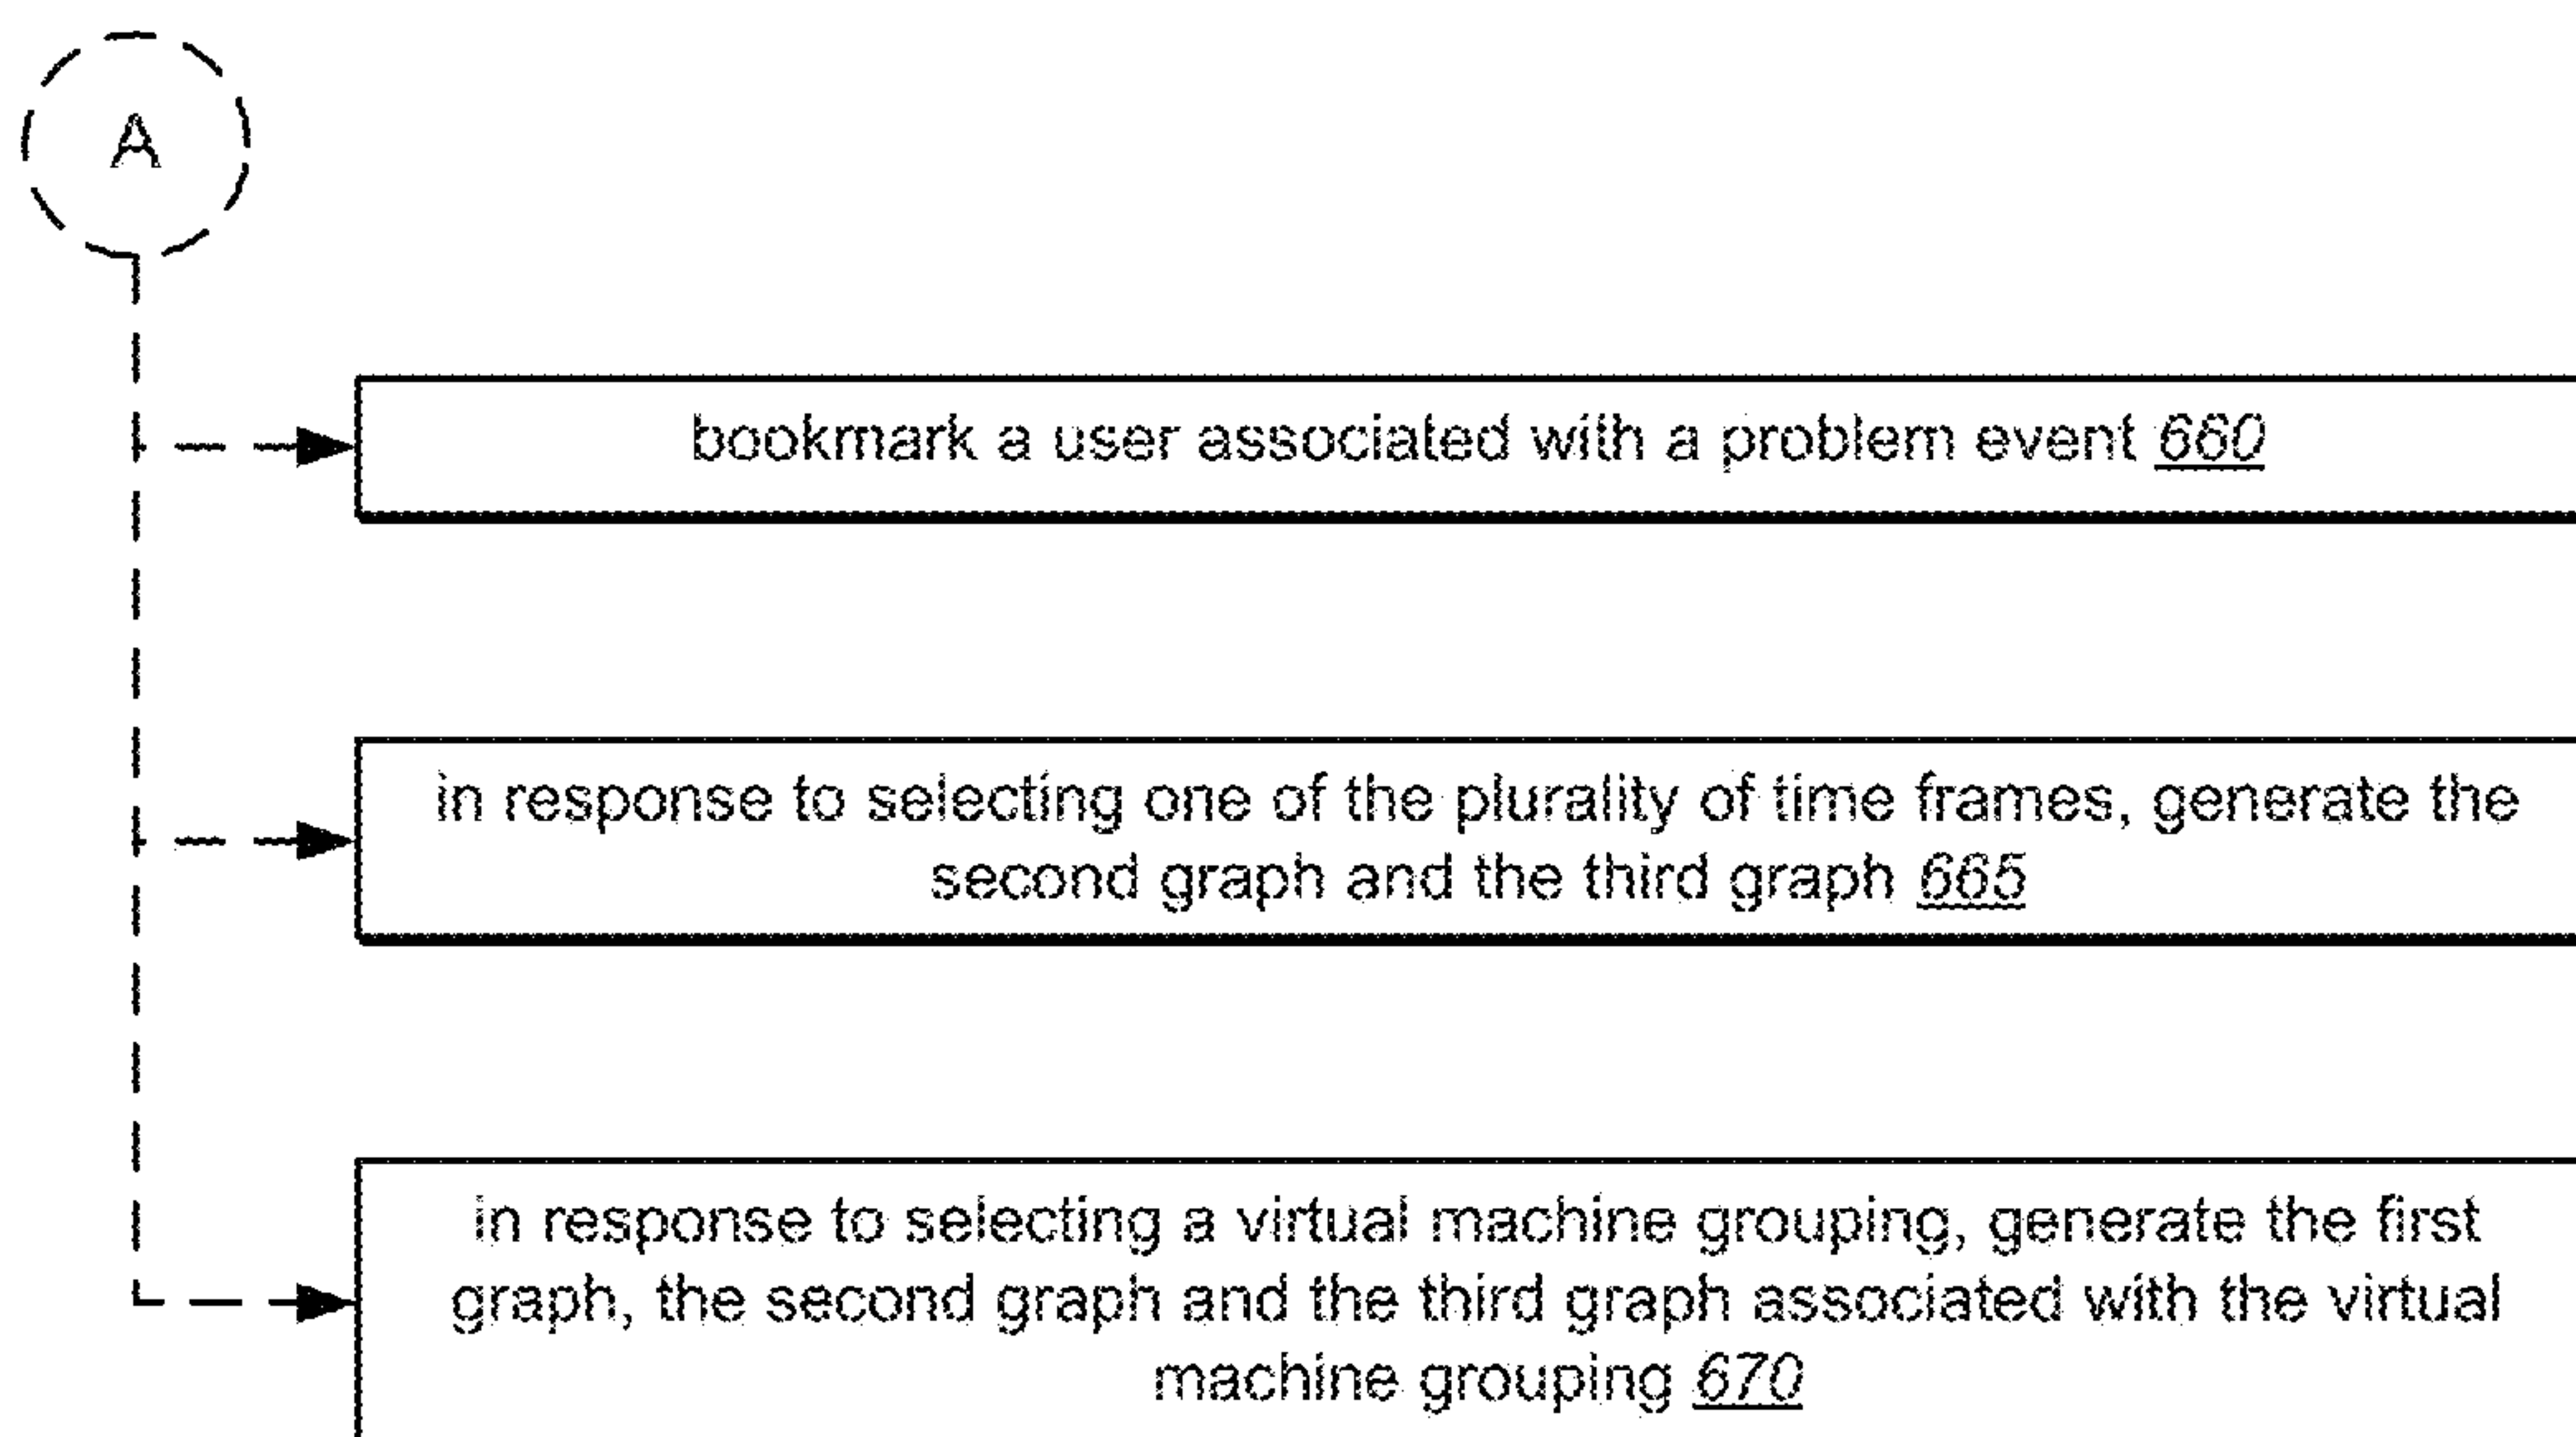 A
bookmark a user associated with a problem event 660
in response to selecting one of the plurality of time frames, generate the
second graph and the third graph 665
in response to selecting a virtual machine grouping, generate the first
graph, the second graph and the third graph associated with the virtual
machine grouping 670